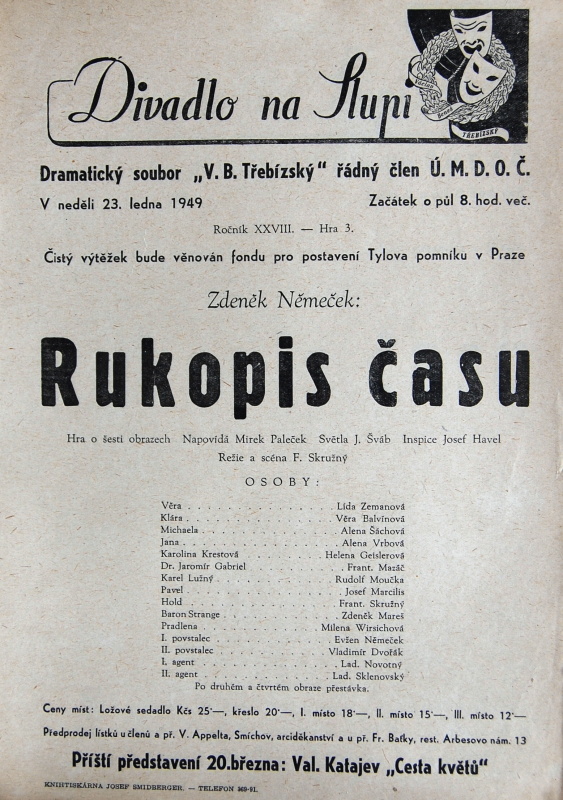 Divadlo na Slupi
TŘEBÍZSKÝ
Dramatický soubor „V. B. Třebízský" řádný člen Ú. M. D. O. Č.
V neděli 23. ledna 1949 Začátek o půl 8. hod. več.
Ročník XXVIII. — Hra 3.
Čistý výtěžek bude věnován fondu pro postavení Tylova pomníku v Praze
Zdeněk Němeček:
Rukopis času
Hra o šesti obrazech Napovídá Mirek Paleček Světla J. Šváb Inspice Josef Havel
Režie a scéna F. Skružný
OSOBY:
Věra . . . . . . . . . . . . . . . Lída Zemanová
Klára . . . . . . . . . . . . . . . Věra Balvínová
Michaela . . . . . . . . . . . . . . Alena Šáchová
Jana . . . . . . . . . . . . . . . Alena Vrbová
Karolina Krestová . . . . . . . Helena Geislerová
Dr. Jaromír Gabriel . . . . . . . . . Frant. Mazáč
Karel Lužný . . . . . . . . . . . Rudolf Moučka
Pavel . . . . . . . . . . . . . . . Josef Marcilis
Hold . . . . . . . . . . . . . . . Frant. Skružný
Baron Strange . . . . . . . . . . . Zdeněk Mareš
Pradlena . . . . . . . . . . . . Milena Wirsichová
I. povstalec . . . . . . . . . . . Evžen Němeček
II. povstalec . . . . . . . . . . . Vladimír Dvořák
I. agent . . . . . . . . . . . . . . Lad. Novotný
II. agent . . . . . . . . . . . . . Lad. Sklenovský
Po druhém a čtvrtém obraze přestávka.
Ceny míst: Ložové sedadlo Kčs 25·—, křeslo 20·—, I. místo 18·—, II. místo 15·—, III. místo 12·—
Předprodej lístků u členů a př. V. Appelta, Smíchov, arciděkanství a u př. Fr. Baťky, rest. Arbesovo nám. 13
Příští představení 20. března: Val. Katajev „Cesta květů"
KNIHTISKÁRNA JOSEF SMIDBERGER. — TELEFON 369-91.